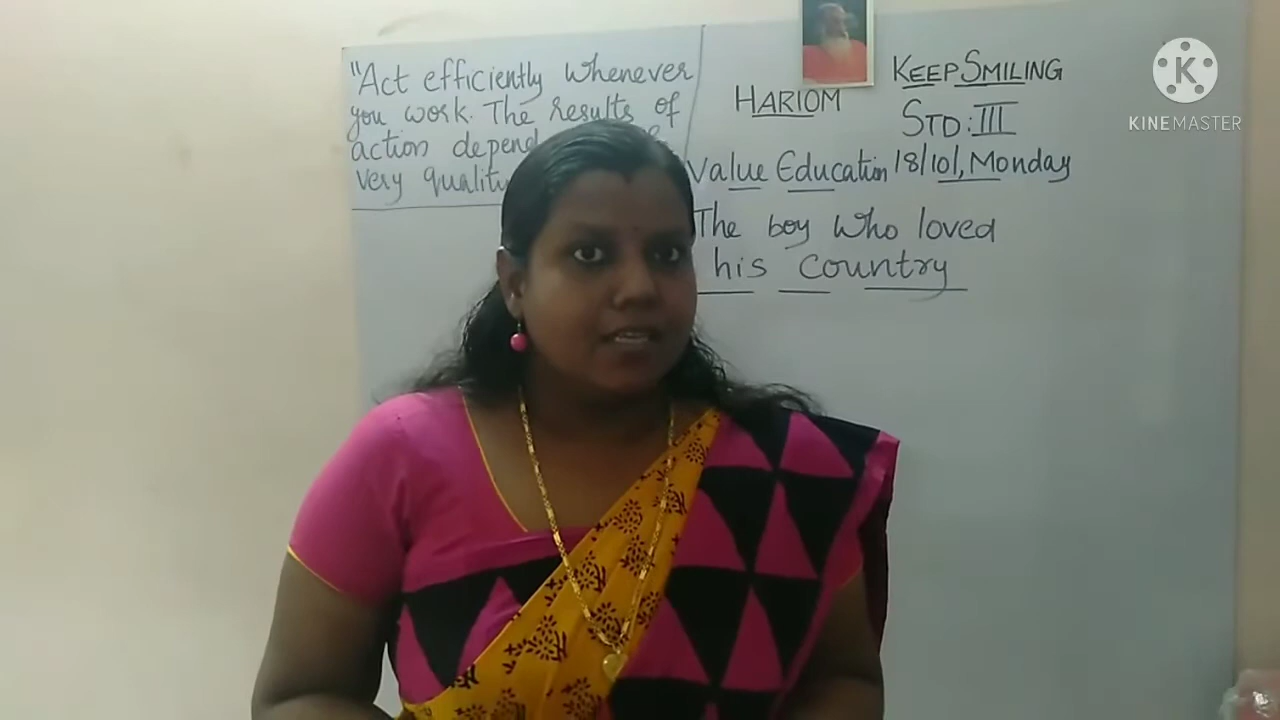 "Act efficiently whenever
you work. The results of
action depend
very quality
HARIOM
KEEP SMILING
STD: III
Value Education 18/10/, Monday
The boy who loved
his country
K
KINEMASTER